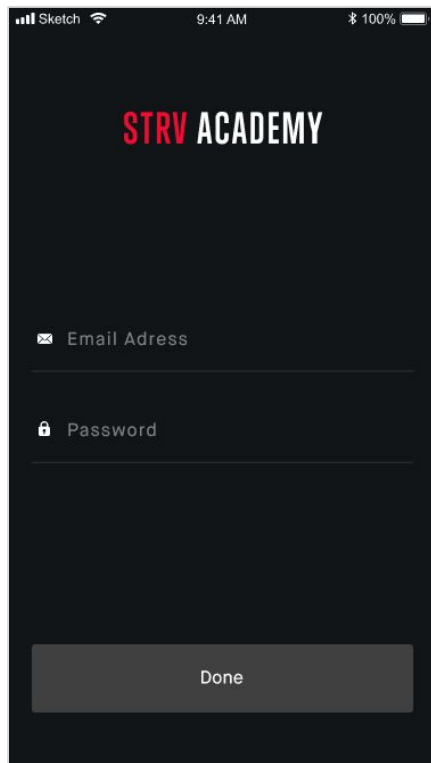 Sketch 9:41 AM 100%
STRV ACADEMY
Email Adress
Password
Done